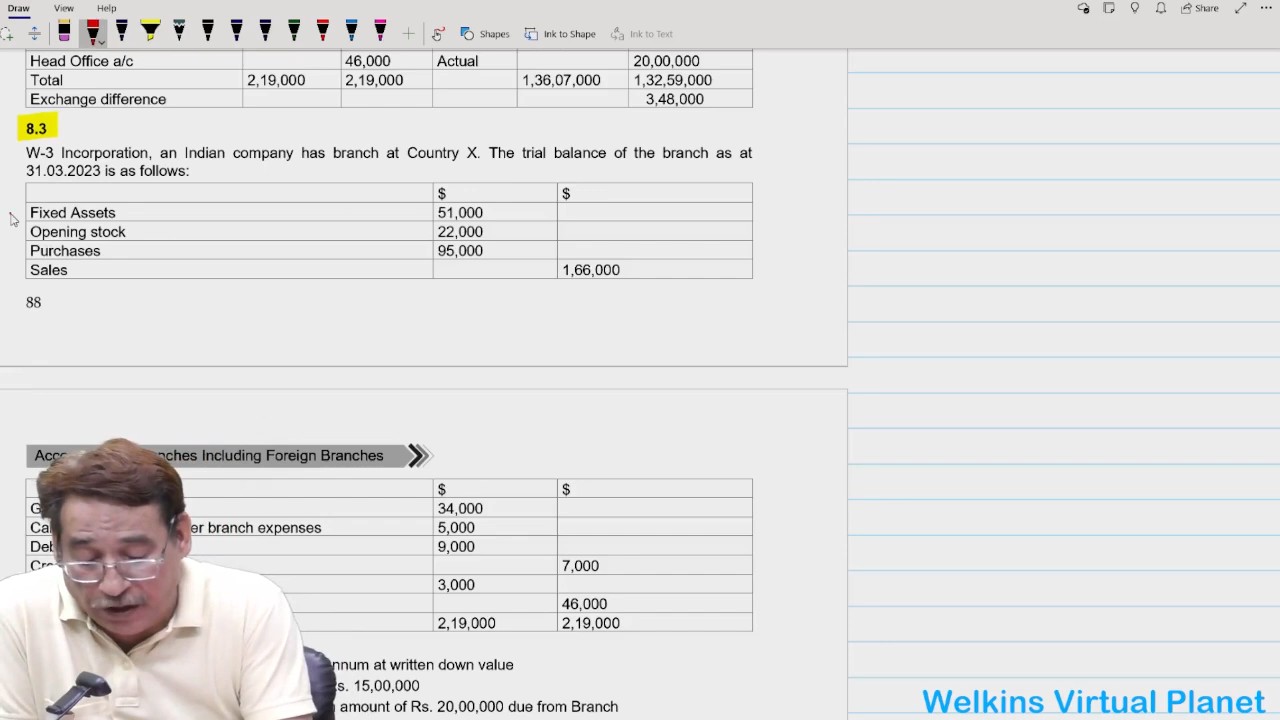 Draw View Help Share
Shapes Ink to Shape Ink to Text
Head Office a/c 46,000 Actual 20,00,000
Total 2,19,000 2,19,000 1,36,07,000 1,32,59,000
Exchange difference 3,48,000
8.3
W-3 Incorporation, an Indian company has branch at Country X. The trial balance of the branch as at
31.03.2023 is as follows:
$ $
Fixed Assets 51,000
Opening stock 22,000
Purchases 95,000
Sales 1,66,000
88
Including Foreign Branches
$ $
34,000
branch expenses 5,000
9,000
7,000
3,000
46,000
2,19,000 2,19,000
at written down value
15,00,000
amount of Rs. 20,00,000 due from Branch
Welkins Virtual Planet